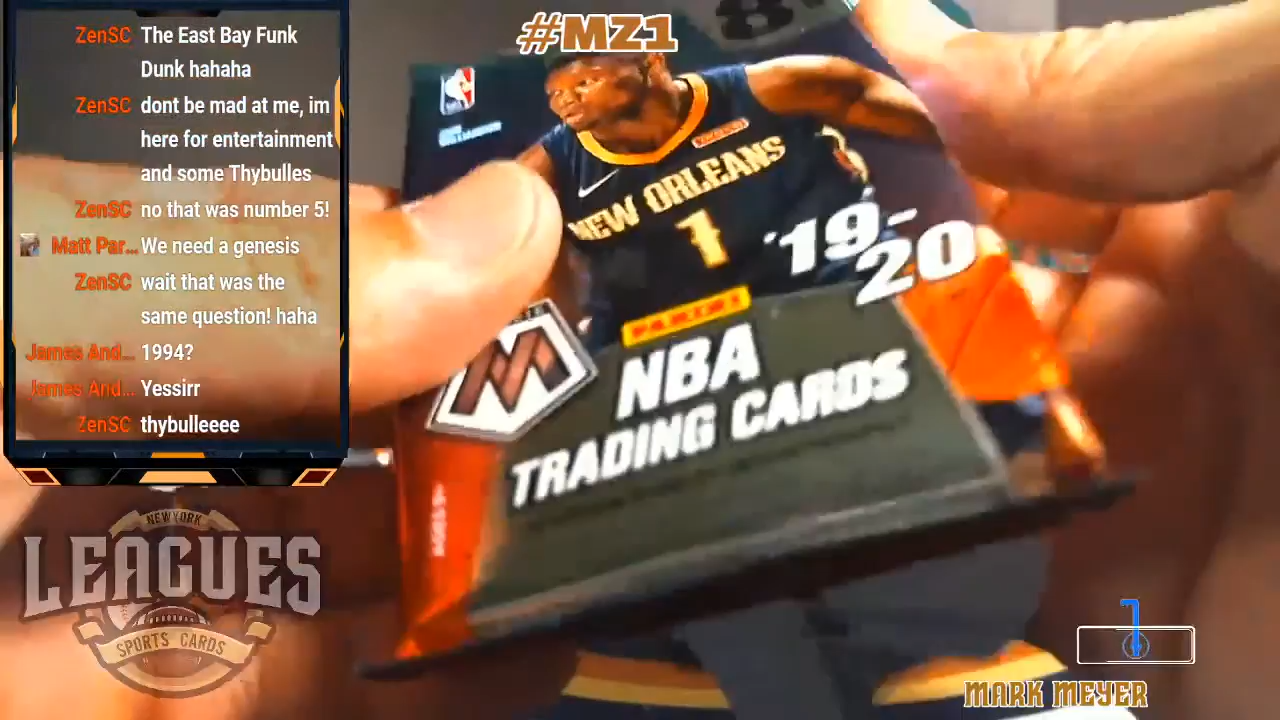 #MZ1
ZenSC The East Bay Funk
Dunk hahaha
ZenSC dont be mad at me, im
here for entertainment
and some Thybulles
ZenSC no that was number 5!
Matt Par... We need a genesis
ZenSC wait that was the
same question! haha
James And... 1994?
James And... Yessirr
ZenSC thybulleeee
NEW YORK
LEAGUES
SPORTS CARDS
NEW ORLEANS
1
'19-
20
PANINI
M
NBA
TRADING CARDS
1
MARK MEYER